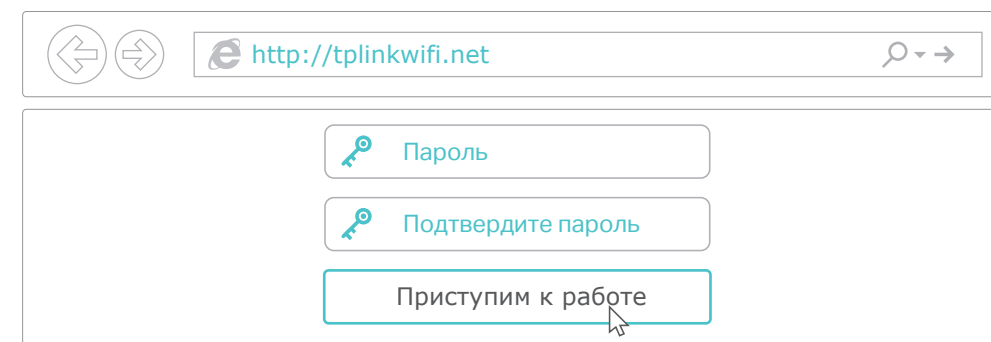 http://tplinkwifi.net
Пароль
Подтвердите пароль
Приступим к работе